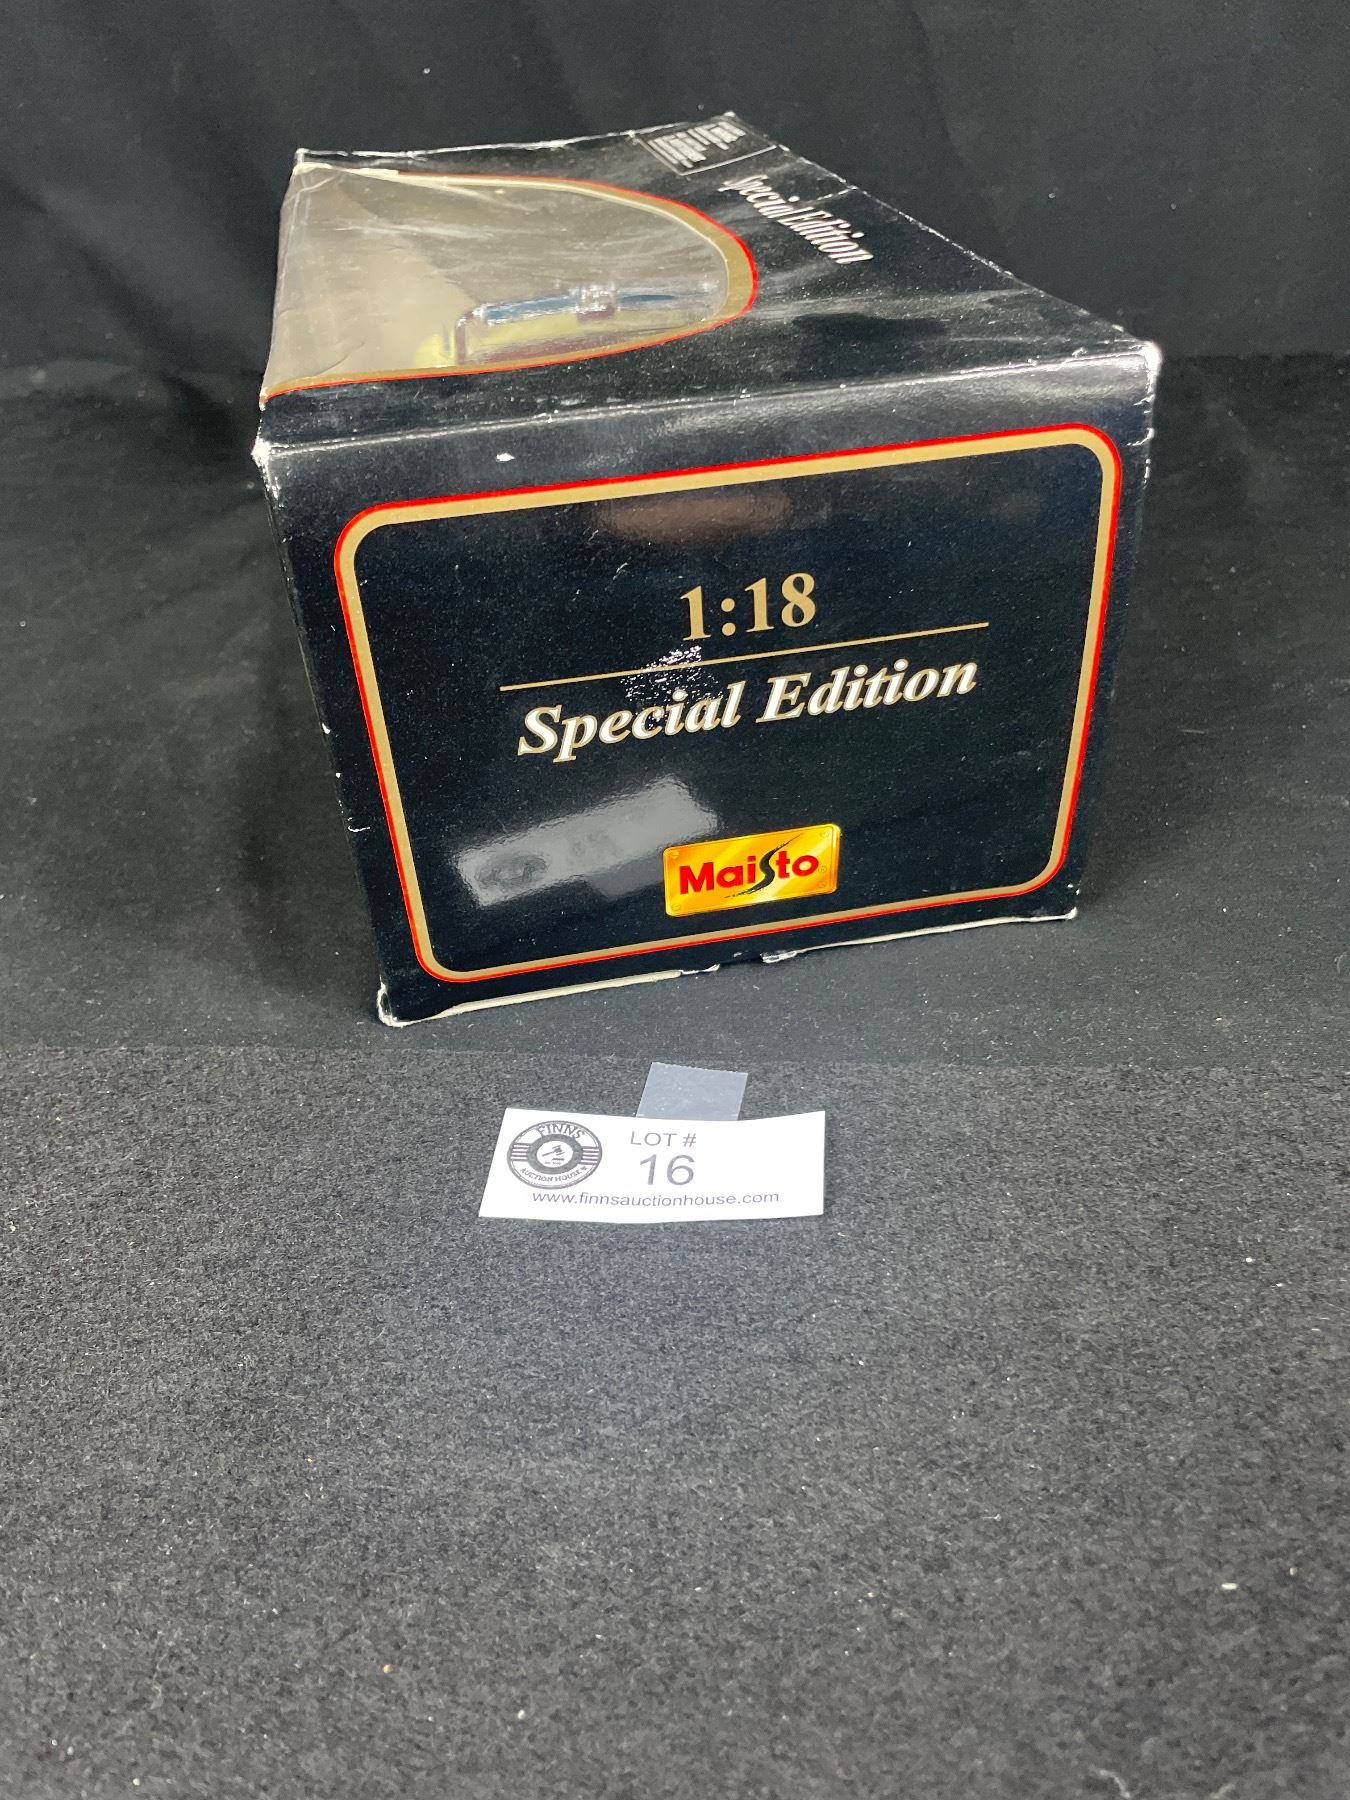 Special Edition
1:18
Special Edition
Maisto
FINNS
AUCTION HOUSE
LOT #
16
www.finnsauctionhouse.com